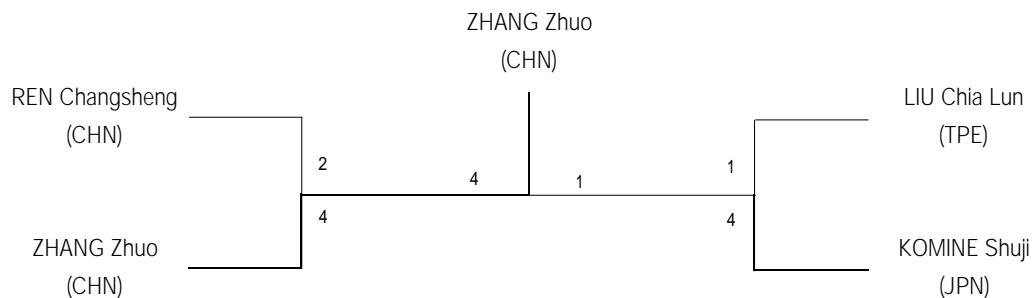 ZHANG Zhuo
(CHN)
REN Changsheng
(CHN)
LIU Chia Lun
(TPE)
2
4
1
1
4
4
ZHANG Zhuo
(CHN)
KOMINE Shuji
(JPN)